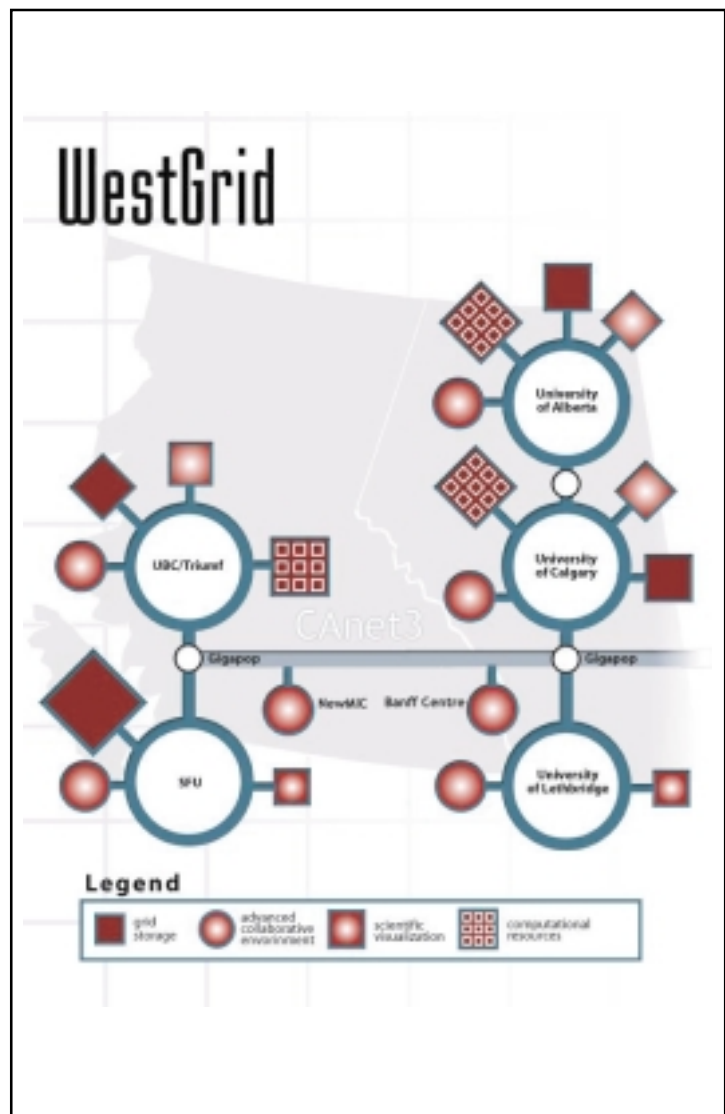 WestGrid
University
of Alberta
UBC/Triumf
University
of Calgary
CAnet3
Gigapop
Gigapop
NewMIC
Banff Centre
SFU
University
of Lethbridge
Legend
grid
storage
advanced
collaborative
envorinment
scientific
visualization
computational
resources